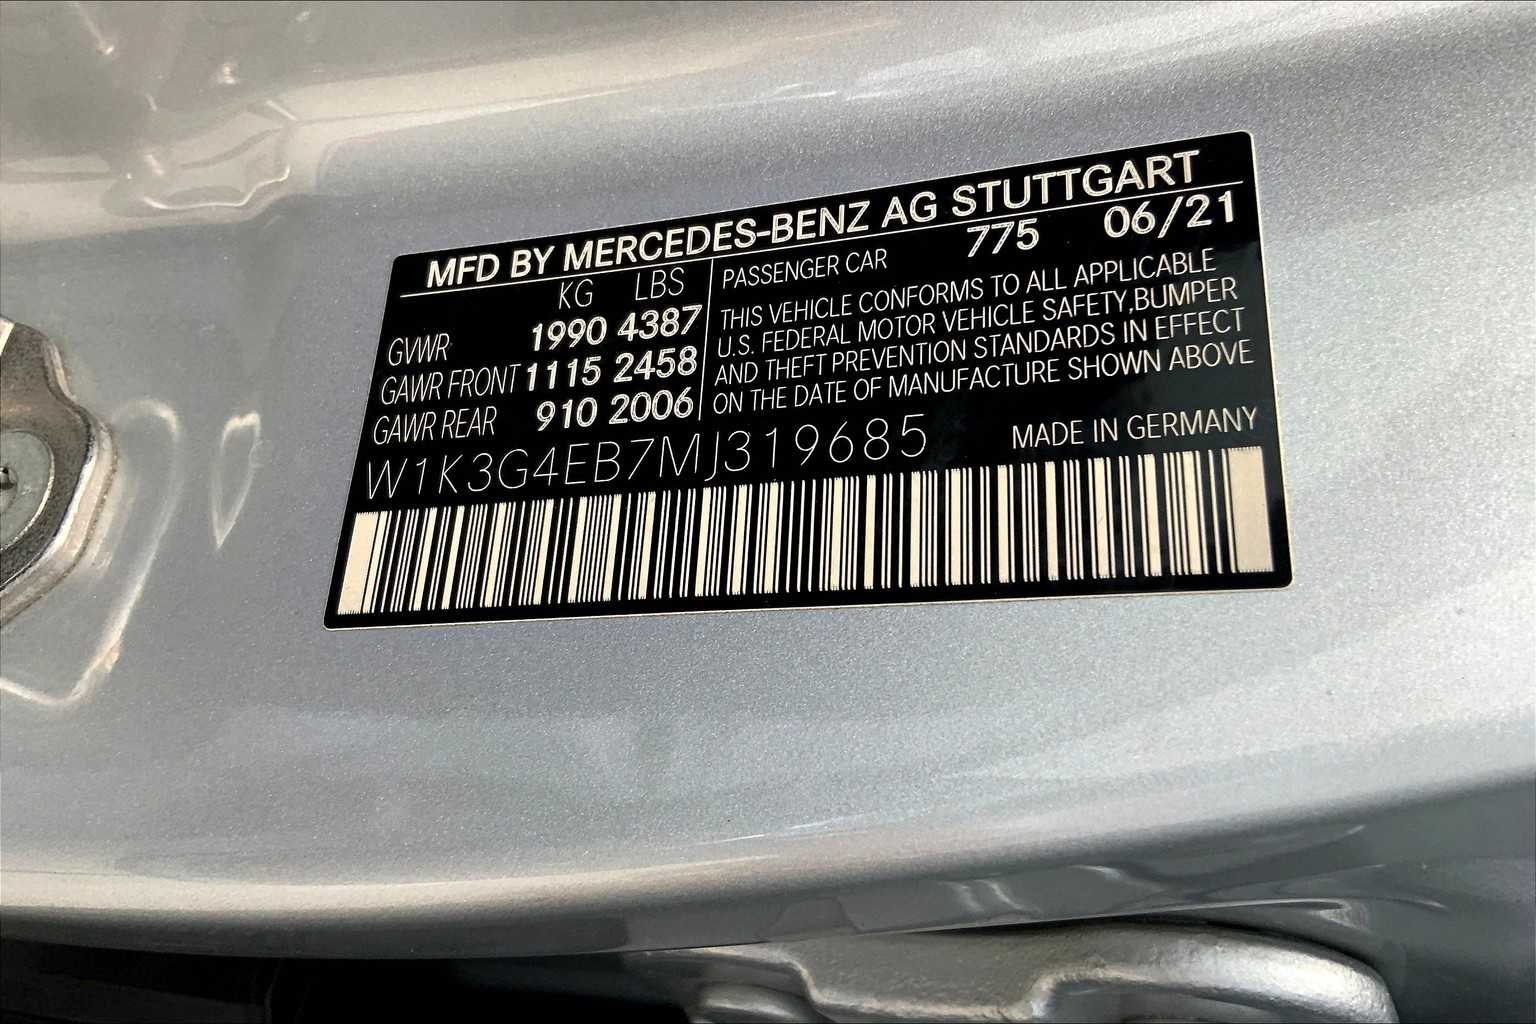 MFD BY MERCEDES-BENZ AG STUTTGART
KG LBS
GVWR 1990 4387
GAWR FRONT 1115 2458
GAWR REAR 910 2006
PASSENGER CAR 775 06/21
THIS VEHICLE CONFORMS TO ALL APPLICABLE
U.S. FEDERAL MOTOR VEHICLE SAFETY,BUMPER
AND THEFT PREVENTION STANDARDS IN EFFECT
ON THE DATE OF MANUFACTURE SHOWN ABOVE
W1K3G4EB7MJ319685
MADE IN GERMANY